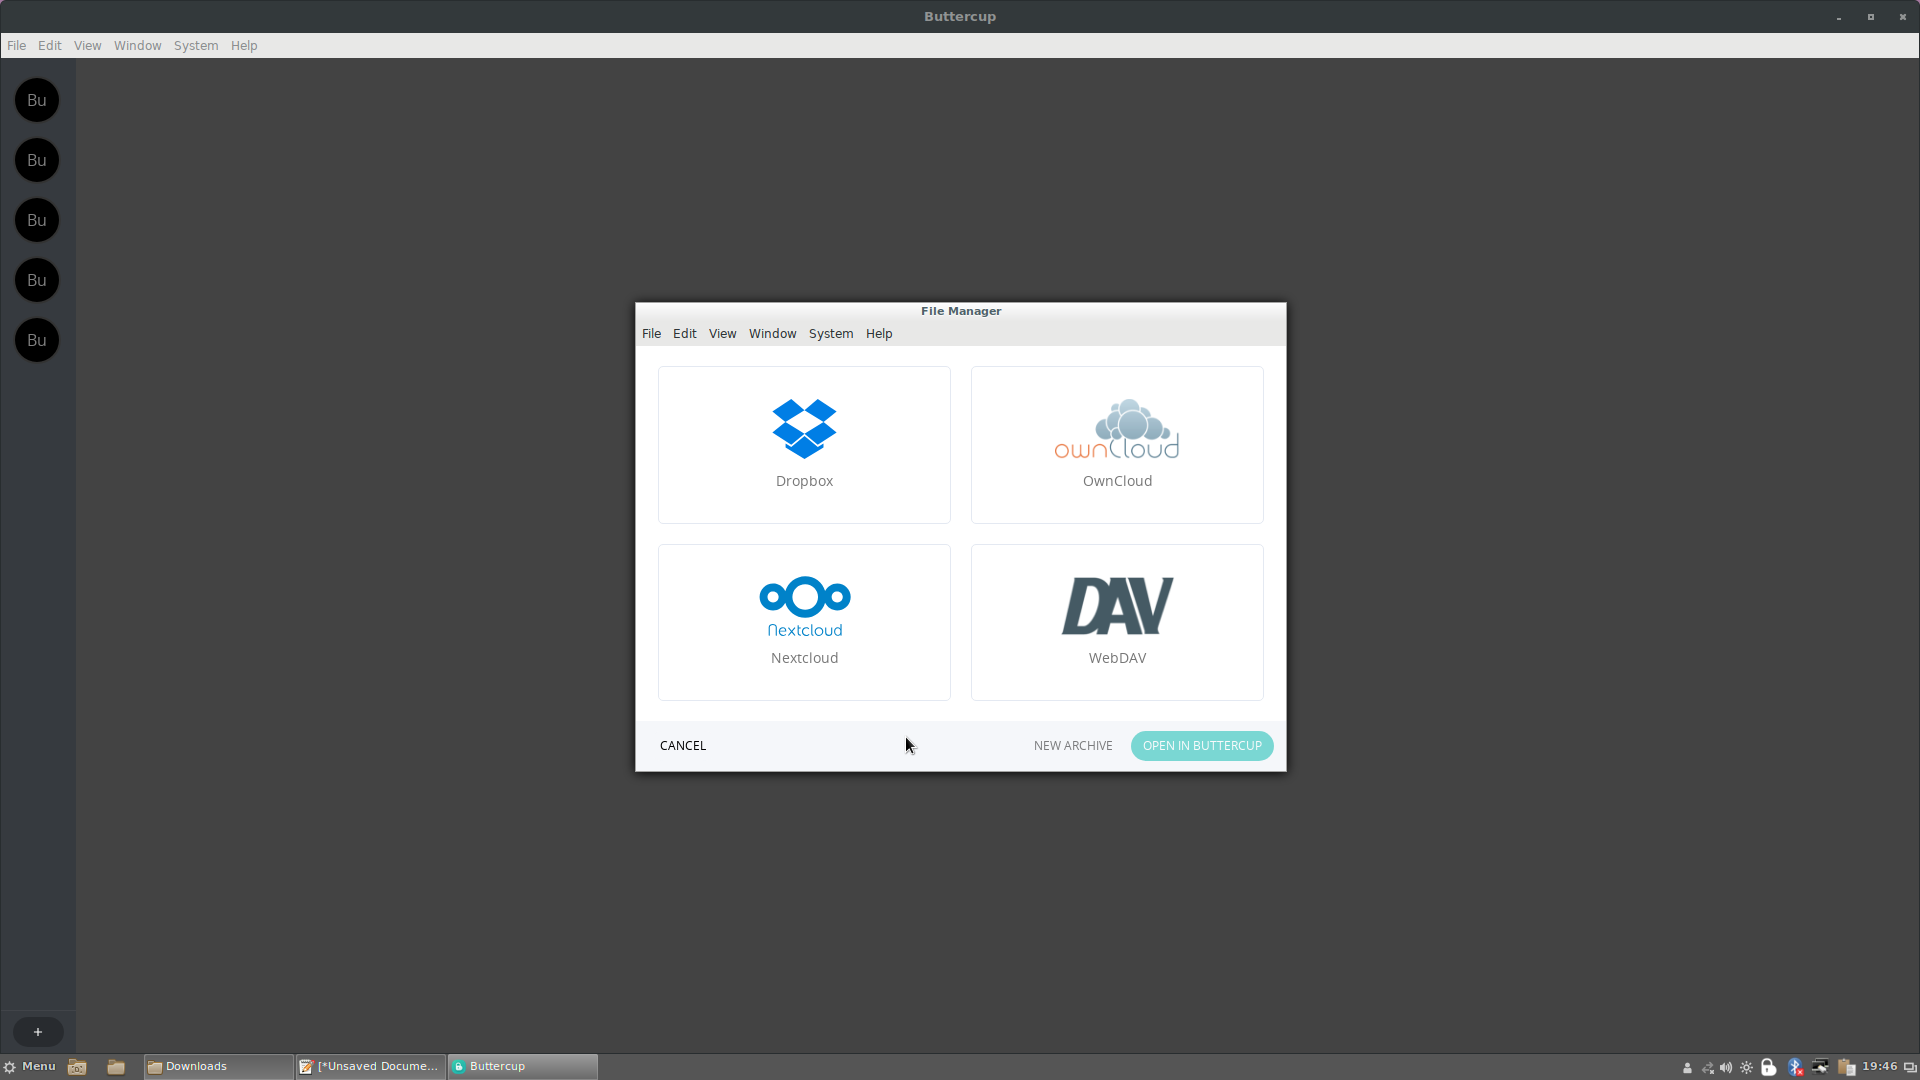 Buttercup
File Edit View Window System Help
Bu
Bu
Bu
Bu
Bu
File Manager
File Edit View Window System Help
ownCloud
Dropbox
OwnCloud
Nextcloud
DAV
Nextcloud
WebDAV
CANCEL
NEW ARCHIVE
OPEN IN BUTTERCUP
+
Menu
Downloads
[*Unsaved Docume...
Buttercup
19:46